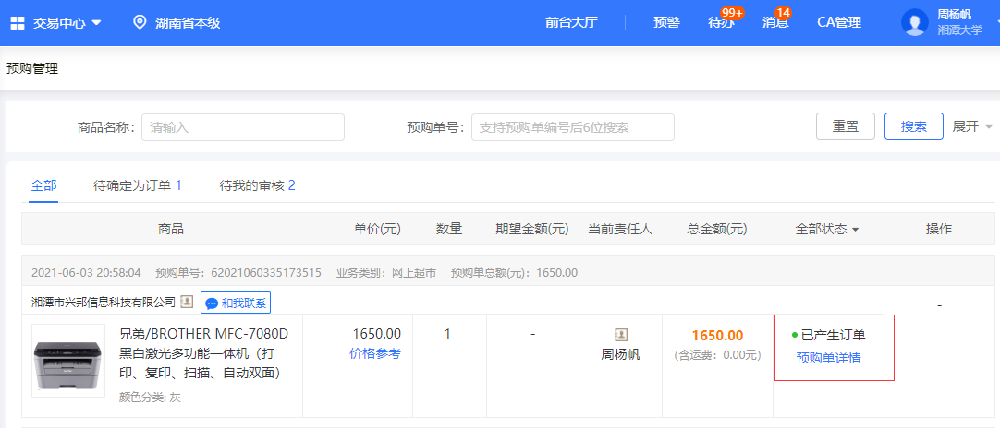 交易中心 湖南省本级 前台大厅 预警 待办 99+ 消息 14 CA管理 周杨帆
湘潭大学
预购管理
商品名称： 请输入 预购单号： 支持预购单编号后6位搜索 重置 搜索 展开
全部 待确定为订单 1 待我的审核 2
商品 单价(元) 数量 期望金额(元) 当前责任人 总金额(元) 全部状态 操作
2021-06-03 20:58:04 预购单号： 62021060335173515 业务类别： 网上超市 预购单总额(元)： 1650.00
湘潭市兴邦信息科技有限公司 和我联系 -
兄弟/BROTHER MFC-7080D 1650.00 1 - 1650.00 已产生订单
黑白激光多功能一体机（打 价格参考 周杨帆 (含运费： 0.00元) 预购单详情
印、复印、扫描、自动双面）
颜色分类: 灰